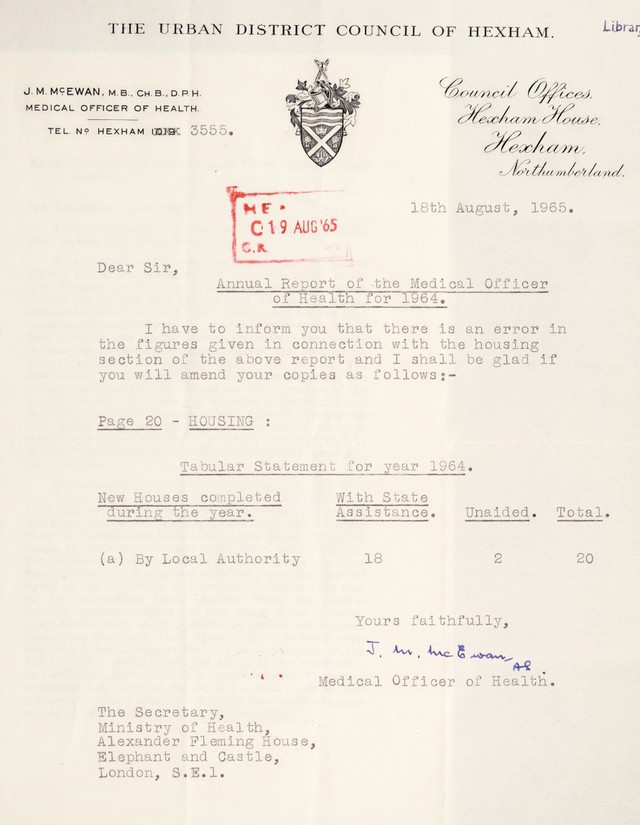 THE URBAN DISTRICT COUNCIL OF HEXHAM.
J. M. McEWAN, M.B., CH.B., D.P.H.
MEDICAL OFFICER OF HEALTH.
TEL. No HEXHAM 3555.
Council Offices,
Hexham House,
Hexham,
Northumberland.
18th August, 1965.
M E
C 19 AUG '65
G.R
Dear Sir,
Annual Report of the Medical Officer
of Health for 1964.
I have to inform you that there is an error in
the figures given in connection with the housing
section of the above report and I shall be glad if
you will amend your copies as follows:-
Page 20 - HOUSING :
Tabular Statement for year 1964.
New Houses completed With State
during the year. Assistance. Unaided. Total.
(a) By Local Authority 18 2 20
Yours faithfully,
J. M. McEwan
Medical Officer of Health.
The Secretary,
Ministry of Health,
Alexander Fleming House,
Elephant and Castle,
London, S.E.1.